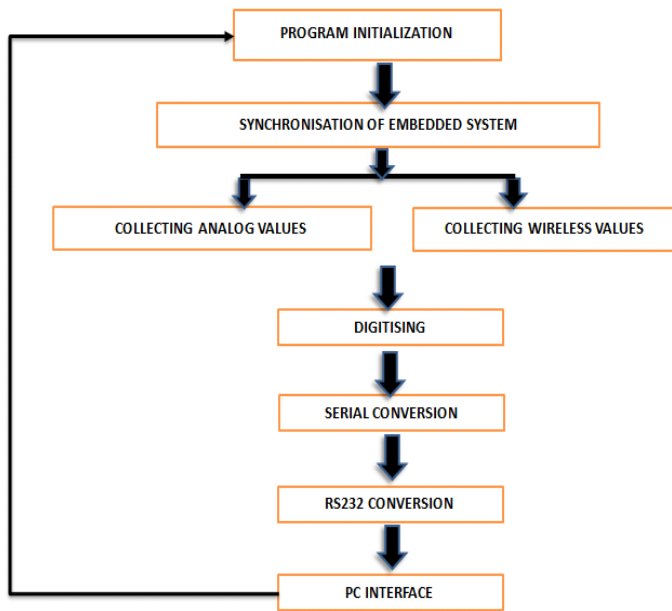 PROGRAM INITIALIZATION
SYNCHRONISATION OF EMBEDDED SYSTEM
COLLECTING ANALOG VALUES
COLLECTING WIRELESS VALUES
DIGITISING
SERIAL CONVERSION
RS232 CONVERSION
PC INTERFACE